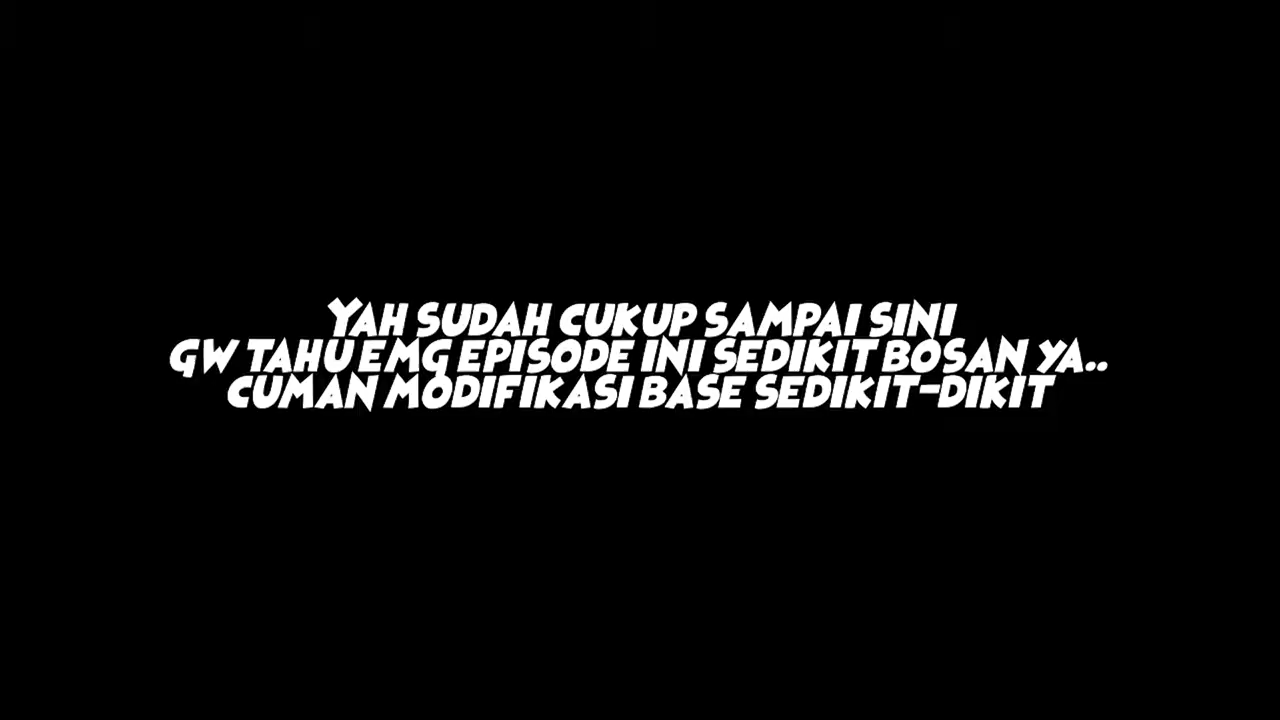 Yah sudah cukup sampai sini
gw tahu emg episode ini sedikit bosan ya..
cuman modifikasi base sedikit-dikit